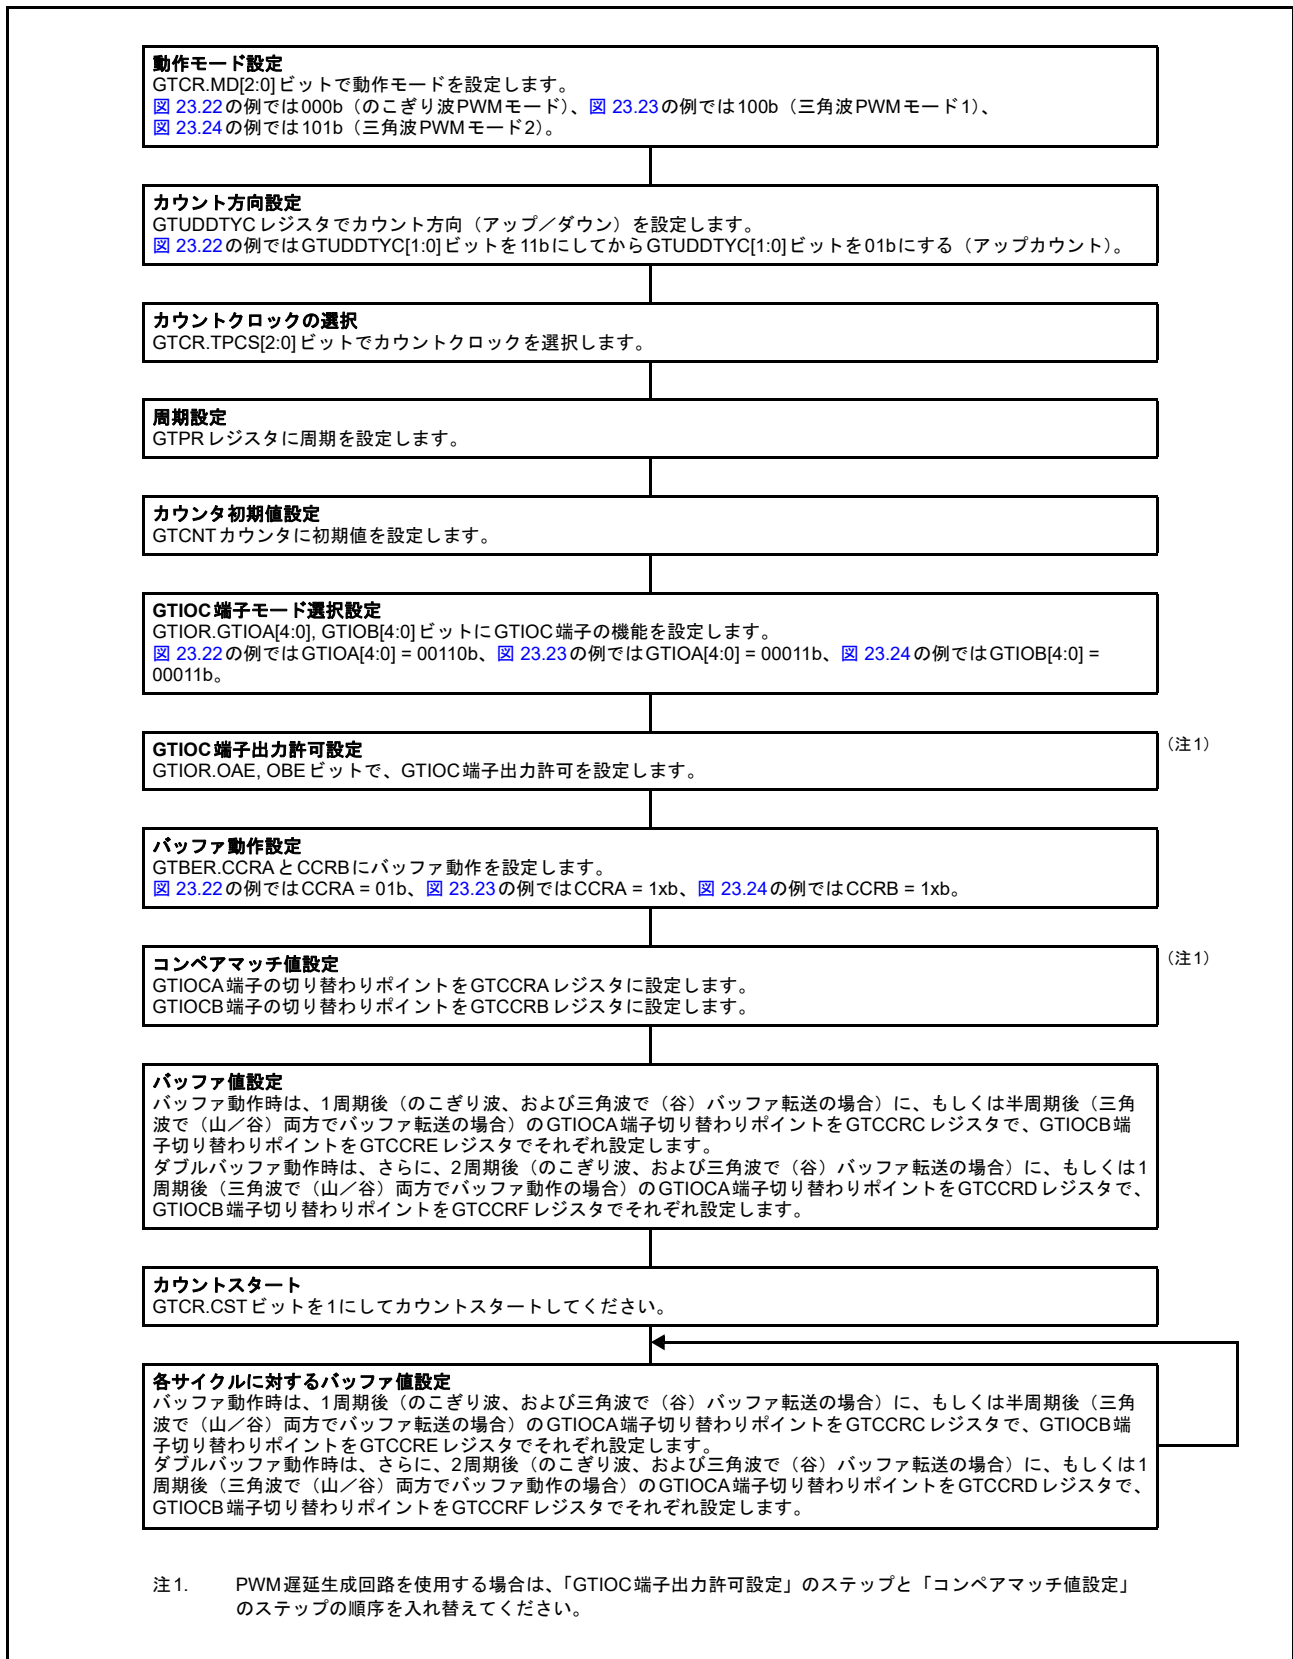 動作モード設定
GTCR.MD[2:0]ビットで動作モードを設定します。
図 23.22の例では000b（のこぎり波PWMモード）、図 23.23の例では100b（三角波PWMモード1）、
図 23.24の例では101b（三角波PWMモード2）。
カウント方向設定
GTUDDTYCレジスタでカウント方向（アップ／ダウン）を設定します。
図 23.22の例ではGTUDDTYC[1:0]ビットを11bにしてからGTUDDTYC[1:0]ビットを01bにする（アップカウント）。
カウントクロックの選択
GTCR.TPCS[2:0]ビットでカウントクロックを選択します。
周期設定
GTPRレジスタに周期を設定します。
カウンタ初期値設定
GTCNTカウンタに初期値を設定します。
GTIOC端子モード選択設定
GTIOR.GTIOA[4:0], GTIOB[4:0]ビットにGTIOC端子の機能を設定します。
図 23.22の例ではGTIOA[4:0] = 00110b、図 23.23の例ではGTIOA[4:0] = 00011b、図 23.24の例ではGTIOB[4:0] =
00011b。
GTIOC端子出力許可設定 （注1）
GTIOR.OAE, OBEビットで、GTIOC端子出力許可を設定します。
バッファ動作設定
GTBER.CCRAとCCRBにバッファ動作を設定します。
図 23.22の例ではCCRA = 01b、図 23.23の例ではCCRA = 1xb、図 23.24の例ではCCRB = 1xb。
コンペアマッチ値設定 （注1）
GTIOCA端子の切り替わりポイントをGTCCRAレジスタに設定します。
GTIOCB端子の切り替わりポイントをGTCCRBレジスタに設定します。
バッファ値設定
バッファ動作時は、1周期後（のこぎり波、および三角波で（谷）バッファ転送の場合）に、もしくは半周期後（三角
波で（山／谷）両方でバッファ転送の場合）のGTIOCA端子切り替わりポイントをGTCCRCレジスタで、GTIOCB端
子切り替わりポイントをGTCCREレジスタでそれぞれ設定します。
ダブルバッファ動作時は、さらに、2周期後（のこぎり波、および三角波で（谷）バッファ転送の場合）に、もしくは1
周期後（三角波で（山／谷）両方でバッファ動作の場合）のGTIOCA端子切り替わりポイントをGTCCRDレジスタで、
GTIOCB端子切り替わりポイントをGTCCRFレジスタでそれぞれ設定します。
カウントスタート
GTCR.CSTビットを1にしてカウントスタートしてください。
各サイクルに対するバッファ値設定
バッファ動作時は、1周期後（のこぎり波、および三角波で（谷）バッファ転送の場合）に、もしくは半周期後（三角
波で（山／谷）両方でバッファ転送の場合）のGTIOCA端子切り替わりポイントをGTCCRCレジスタで、GTIOCB端
子切り替わりポイントをGTCCREレジスタでそれぞれ設定します。
ダブルバッファ動作時は、さらに、2周期後（のこぎり波、および三角波で（谷）バッファ転送の場合）に、もしくは1
周期後（三角波で（山／谷）両方でバッファ動作の場合）のGTIOCA端子切り替わりポイントをGTCCRDレジスタで、
GTIOCB端子切り替わりポイントをGTCCRFレジスタでそれぞれ設定します。
注1. PWM遅延生成回路を使用する場合は、「GTIOC端子出力許可設定」のステップと「コンペアマッチ値設定」
のステップの順序を入れ替えてください。